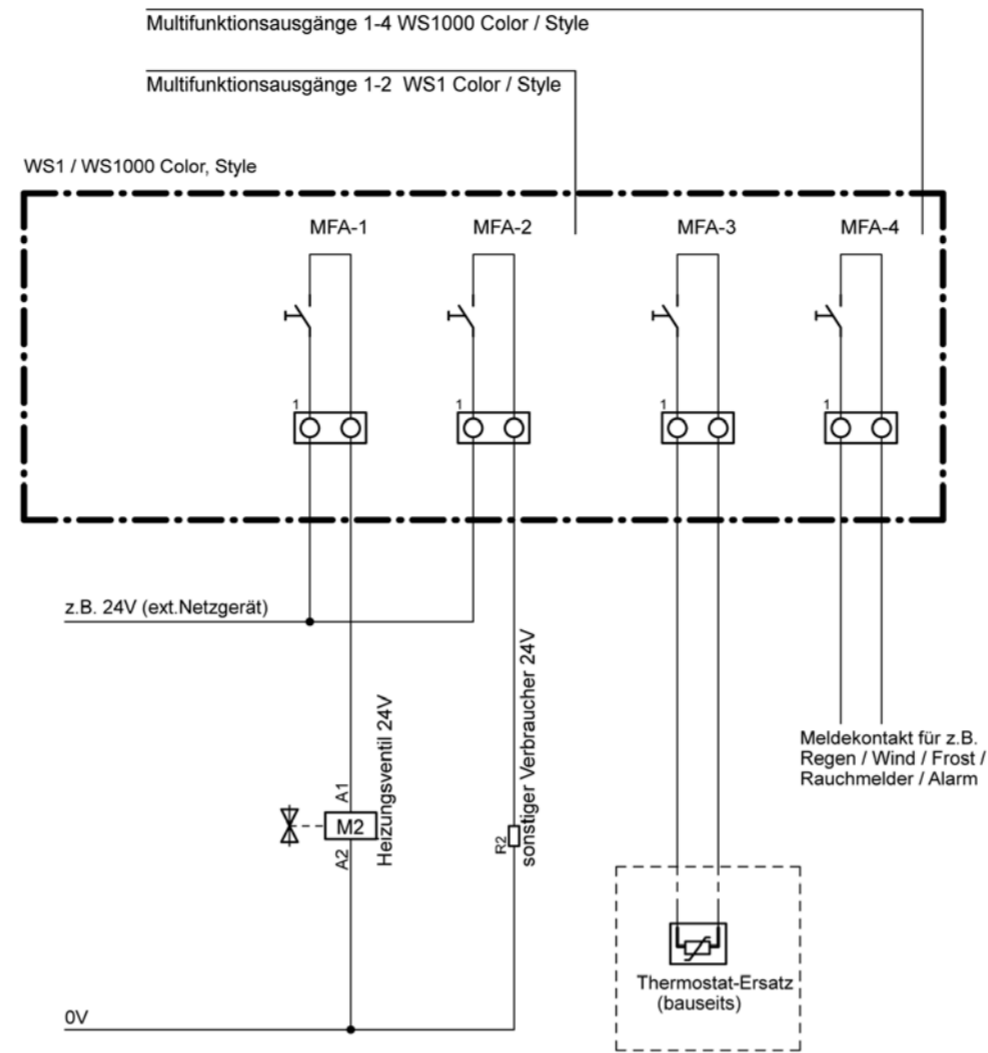 Multifunktionsausgänge 1-4 WS1000 Color / Style
Multifunktionsausgänge 1-2 WS1 Color / Style
WS1 / WS1000 Color, Style
MFA-1
MFA-2
MFA-3
MFA-4
1
1
1
1
z.B. 24V (ext.Netzgerät)
A1
M2
A2
Heizungsventil 24V
R2
sonstiger Verbraucher 24V
Meldekontakt für z.B.
Regen / Wind / Frost /
Rauchmelder / Alarm
Thermostat-Ersatz
(bauseits)
0V